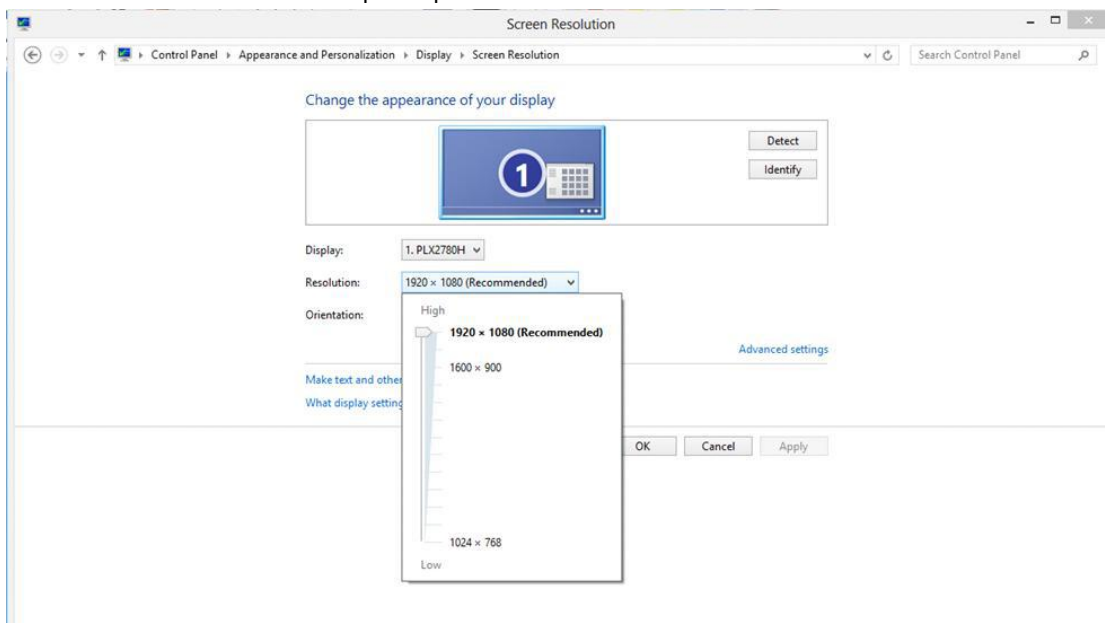 Screen Resolution
Control Panel Appearance and Personalization Display Screen Resolution
Search Control Panel
Change the appearance of your display
1
Detect
Identify
Display: 1. PLX2780H
Resolution: 1920 × 1080 (Recommended)
Orientation:
High
1920 × 1080 (Recommended)
1600 × 900
1024 × 768
Low
Advanced settings
Make text and other
What display setting
OK Cancel Apply